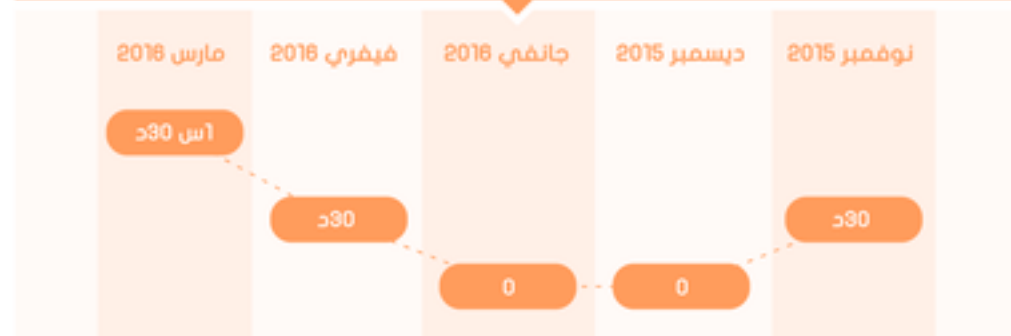 نوفمبر 2015
ديسمبر 2015
جانفي 2016
فيفري 2016
مارس 2016
1س 30د
30د
30د
0
0